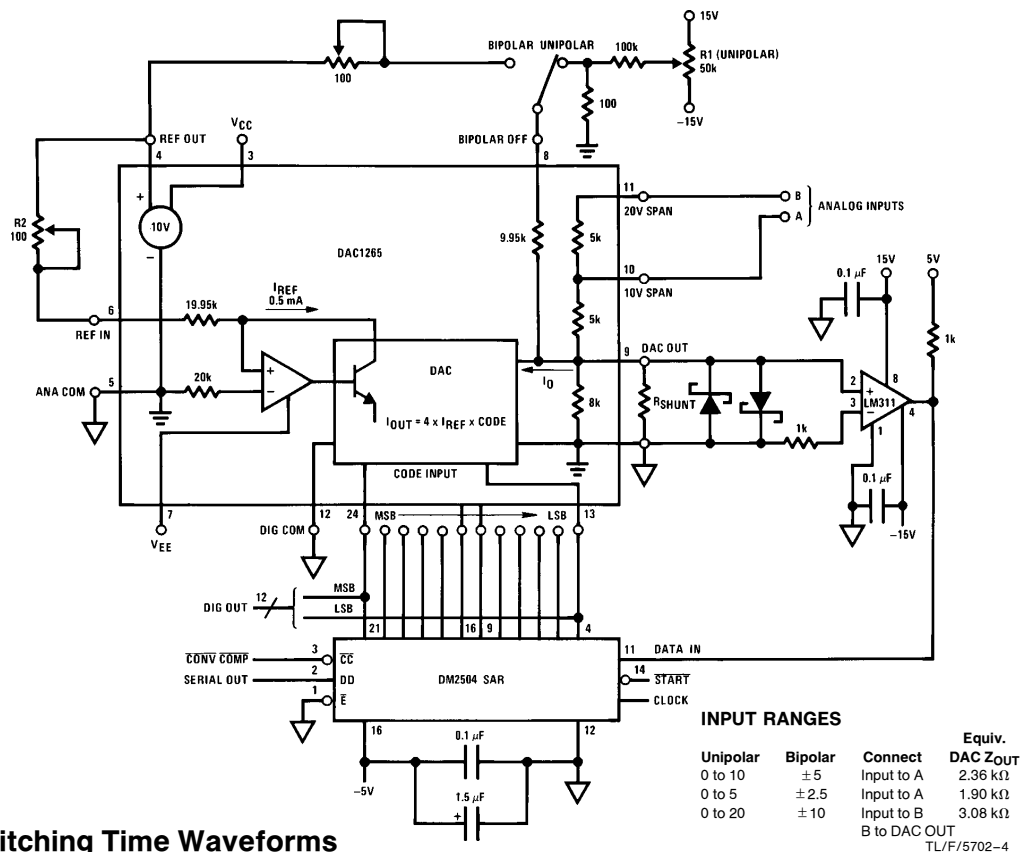 15V
BIPOLAR UNIPOLAR
100k
R1 (UNIPOLAR)
50k
100
100
-15V
VCC
REF OUT
BIPOLAR OFF
4
3
8
11
20V SPAN
B
A
ANALOG INPUTS
R2
100
+
10V
−
9.95k
5k
DAC1265
10
10V SPAN
15V
5V
0.1 µF
IREF
0.5 mA
6
19.95k
REF IN
5k
1k
DAC
9
DAC OUT
IO
ANA COM
5
20k
+
−
8k
RSHUNT
2
3
+
−
LM311
8
4
1
IOUT = 4 x IREF x CODE
1k
CODE INPUT
0.1 µF
-15V
7
VEE
12
DIG COM
24
MSB
LSB
13
DIG OUT
12
MSB
LSB
21
16
9
4
CONV COMP
3
CC
11
DATA IN
SERIAL OUT
2
DD
DM2504 SAR
14
START
1
E
CLOCK
16
12
0.1 µF
-5V
1.5 µF
+
INPUT RANGES
Unipolar Bipolar Connect Equiv. DAC ZOUT
0 to 10 ±5 Input to A 2.36 kΩ
0 to 5 ±2.5 Input to A 1.90 kΩ
0 to 20 ±10 Input to B 3.08 kΩ
B to DAC OUT
TL/F/5702–4
itching Time Waveforms